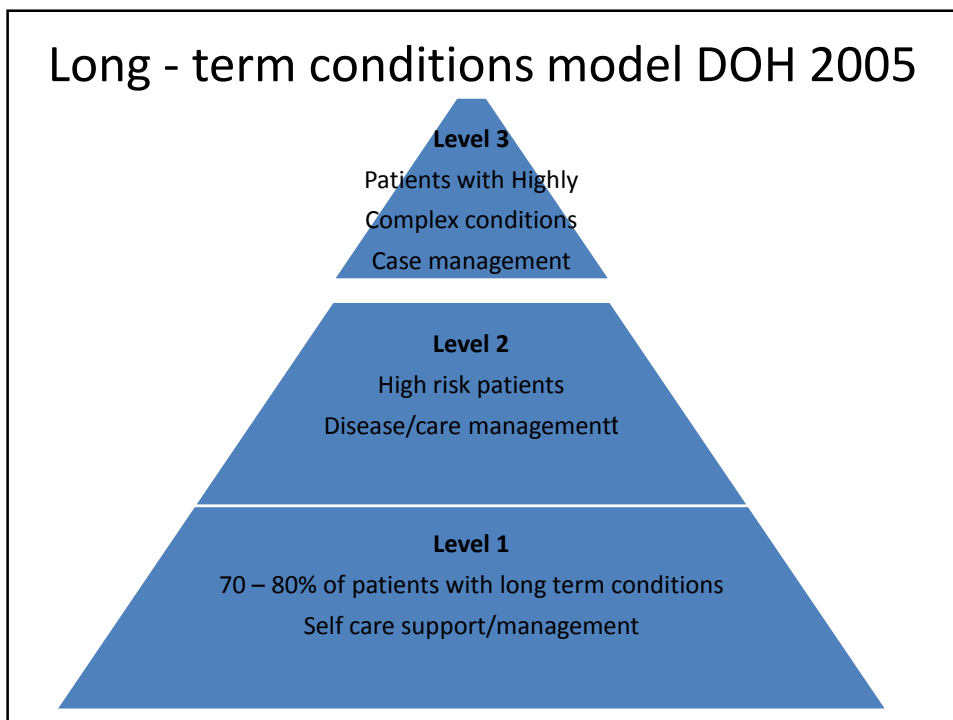 Long - term conditions model DOH 2005
Level 3
Patients with Highly
Complex conditions
Case management
Level 2
High risk patients
Disease/care managementt
Level 1
70 – 80% of patients with long term conditions
Self care support/management